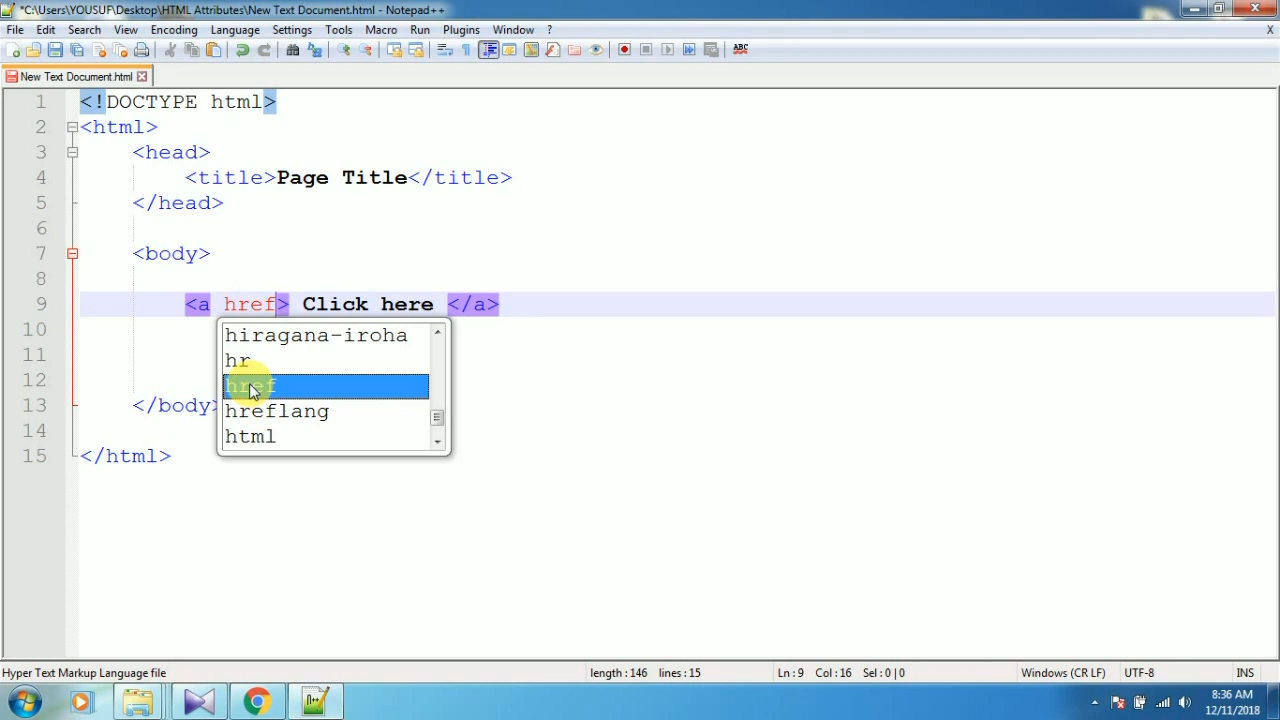 *C:\Users\YOUSUF\Desktop\HTML Attributes\New Text Document.html - Notepad++
File Edit Search View Encoding Language Settings Tools Macro Run Plugins Window ? X
ABC
New Text Document.html
1 <!DOCTYPE html>
2 <html>
3 <head>
4 <title>Page Title</title>
5 </head>
6
7 <body>
8
9 <a href> Click here </a>
10 hiragana-iroha
11 hr
12 href
13 </body>
hreflang
14 html
15 </html>
Hyper Text Markup Language file length : 146 lines : 15 Ln : 9 Col : 16 Sel : 0 | 0 Windows (CR LF) UTF-8 INS
8:36 AM
12/11/2018